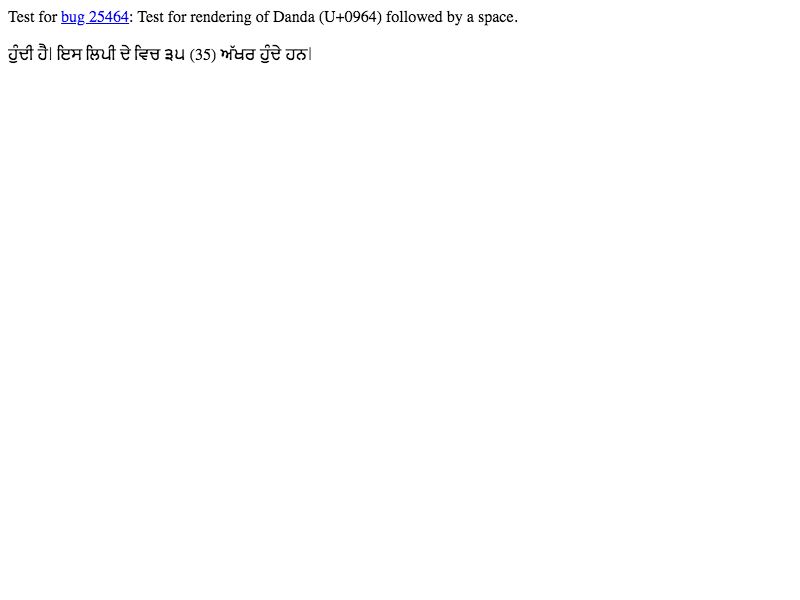 Test for bug 25464: Test for rendering of Danda (U+0964) followed by a space.
ਹੁੰਦੀ ਹੈ। ਇਸ ਲਿਪੀ ਦੇ ਵਿਚ ੩੫ (35) ਅੱਖਰ ਹੁੰਦੇ ਹਨ।